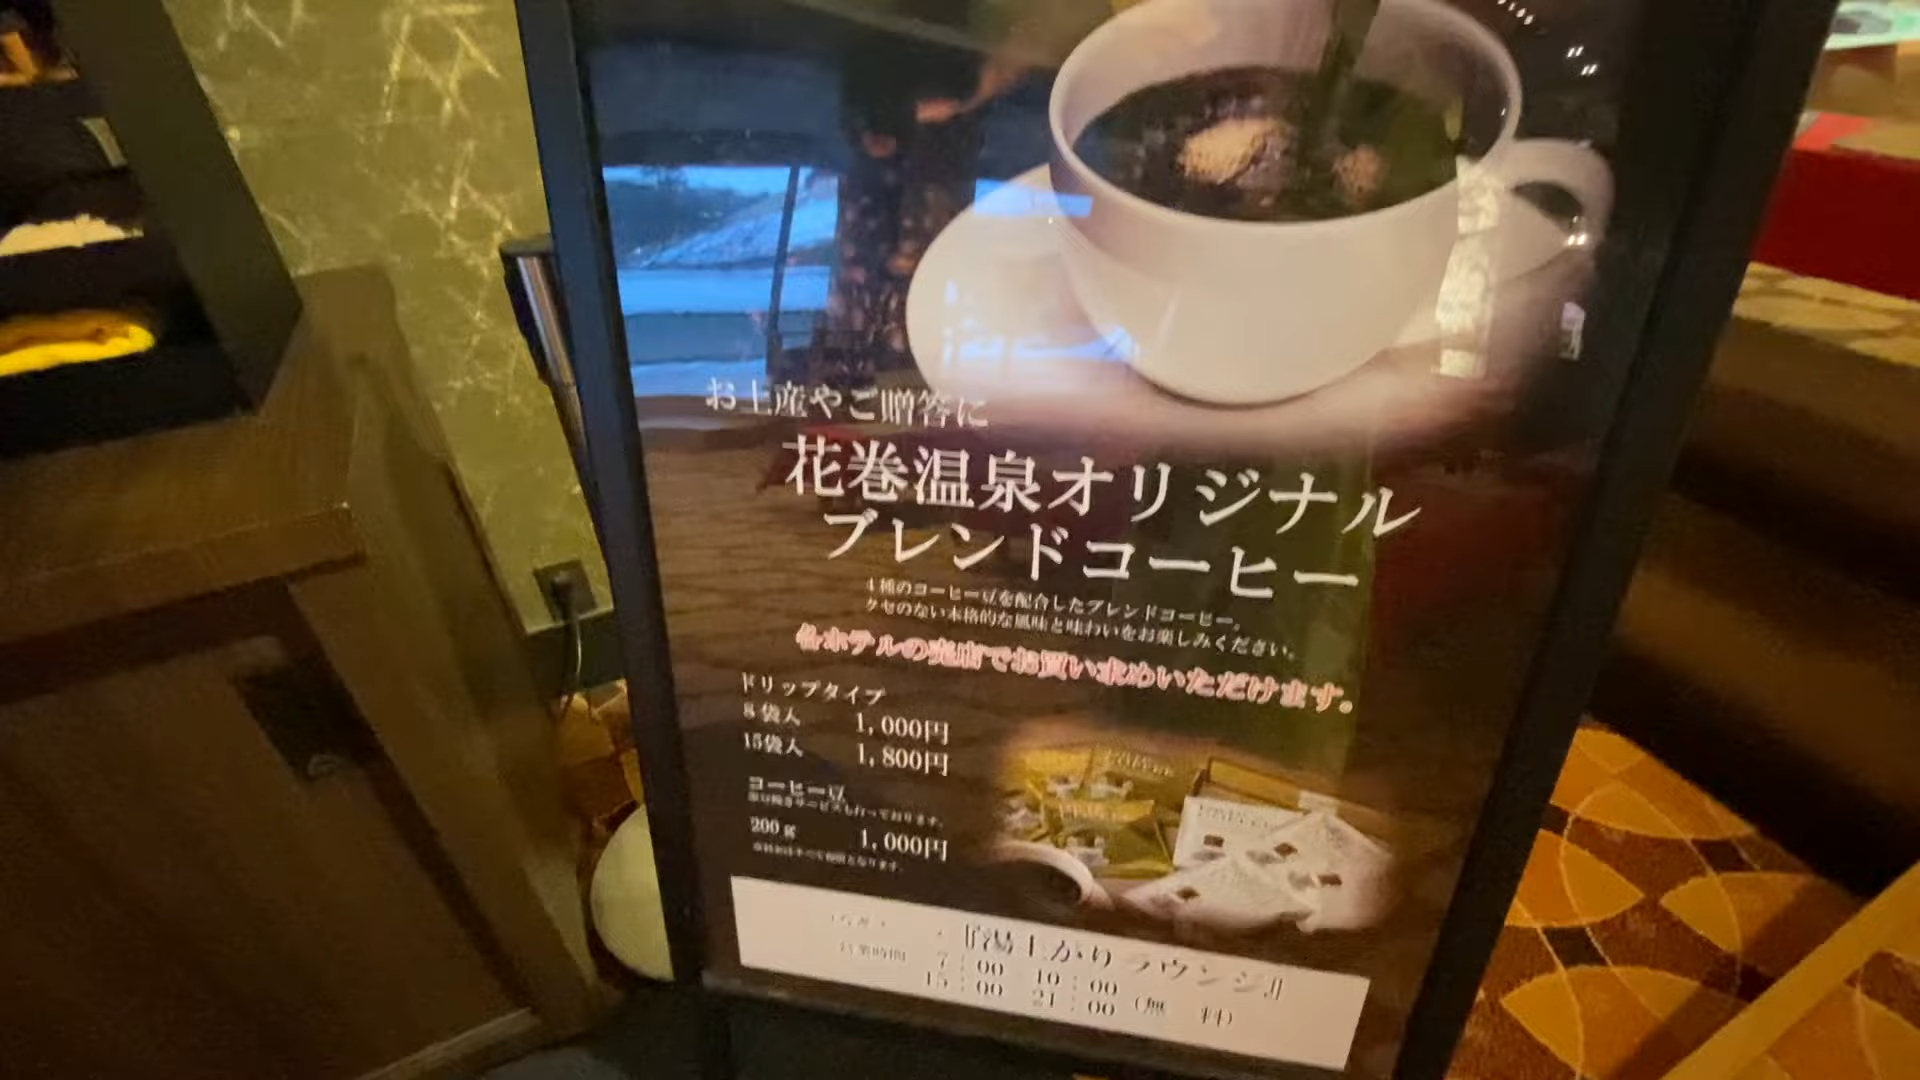 お土産やご贈答に
花巻温泉オリジナル
ブレンドコーヒー
4種のコーヒー豆を配合したブレンドコーヒー。
クセのない本格的な風味と味わいをお楽しみください。
各ホテルの売店でお買い求めいただけます。
ドリップタイプ
8袋入 1,000円
15袋入 1,800円
コーヒー豆
200g 1,000円
湯上がりラウンジ』
営業時間 7:00 10:00
15:00 21:00 (無 料)